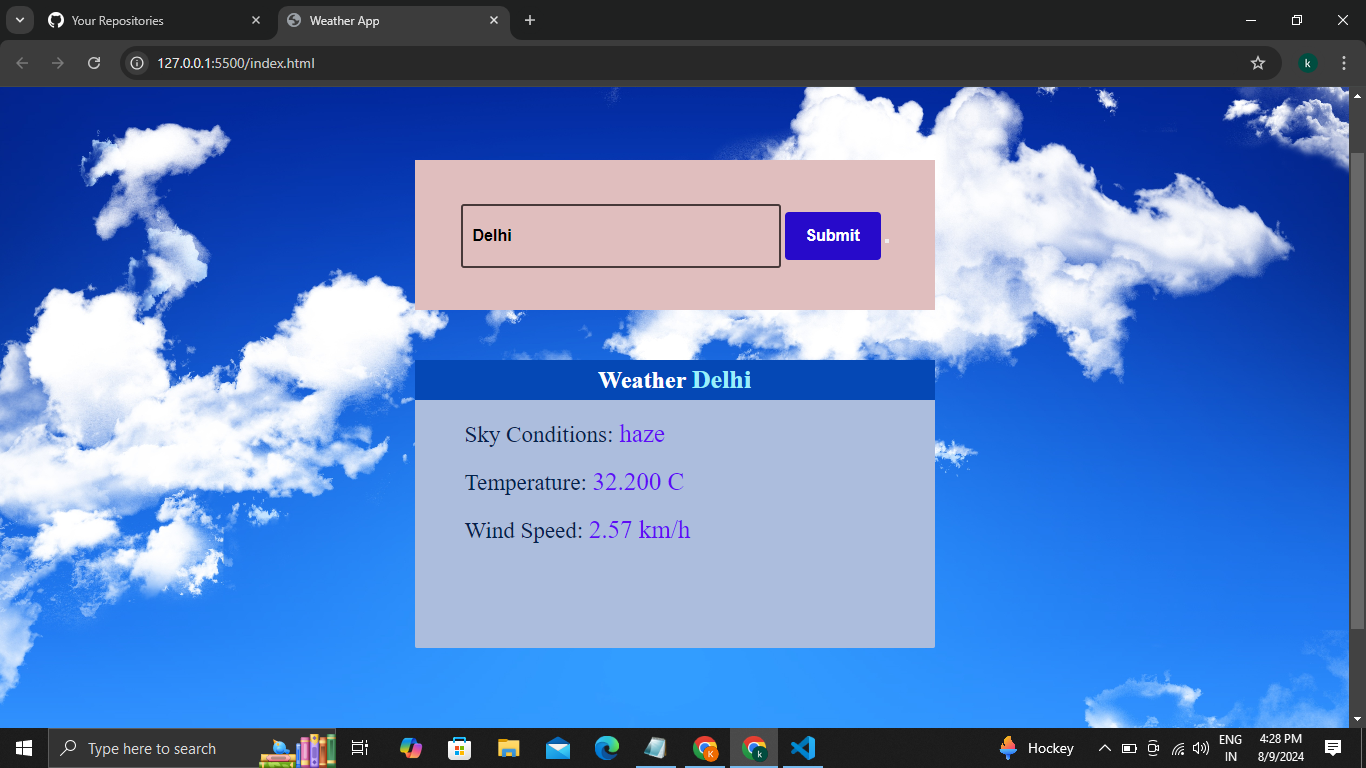 Your Repositories
Weather App
127.0.0.1:5500/index.html
k
Delhi
Submit
.
Weather Delhi
Sky Conditions: haze
Temperature: 32.200 C
Wind Speed: 2.57 km/h
Type here to search
K
k
Hockey
ENG
IN
4:28 PM
8/9/2024